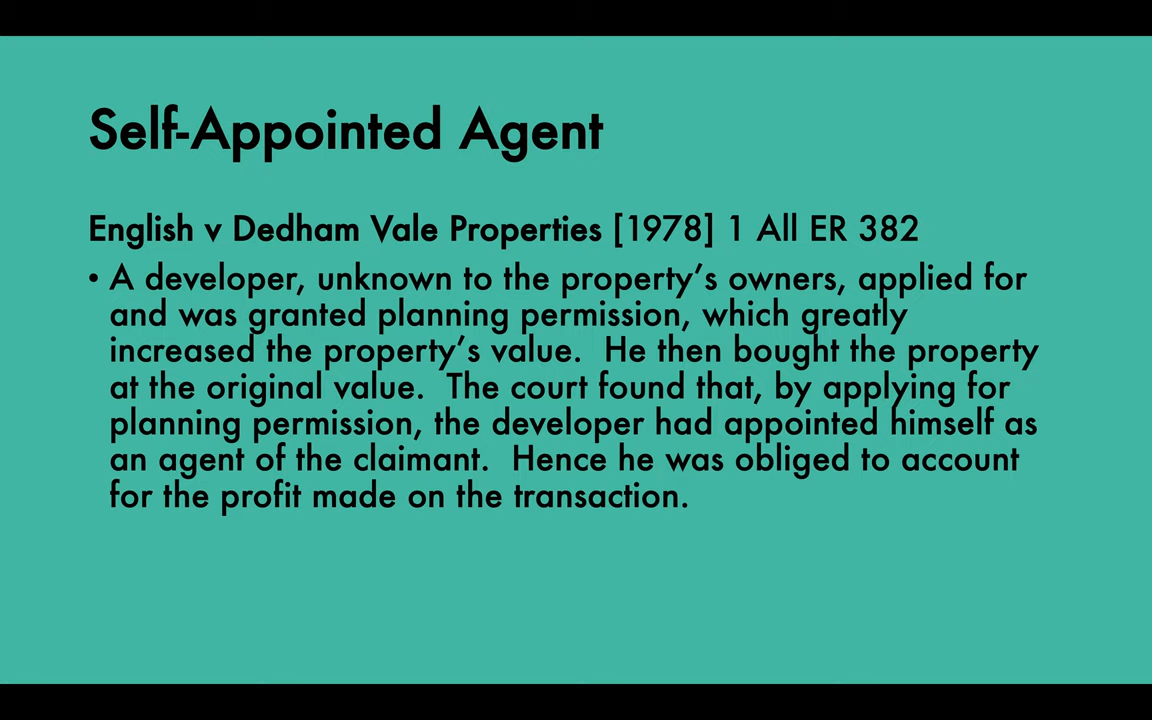 Self-Appointed Agent
English v Dedham Vale Properties [1978] 1 All ER 382
• A developer, unknown to the property’s owners, applied for
and was granted planning permission, which greatly
increased the property’s value.  He then bought the property
at the original value.  The court found that, by applying for
planning permission, the developer had appointed himself as
an agent of the claimant.  Hence he was obliged to account
for the profit made on the transaction.